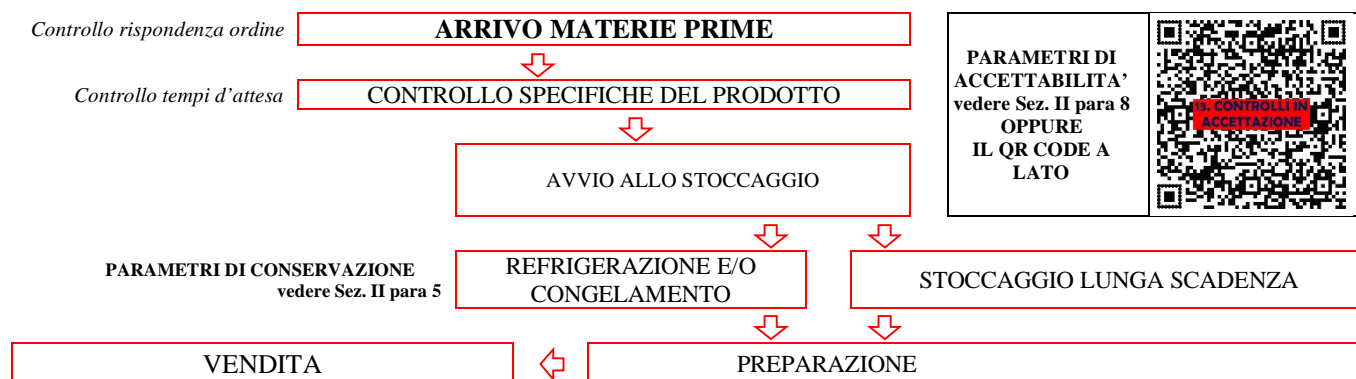 Controllo rispondenza ordine
ARRIVO MATERIE PRIME
Controllo tempi d'attesa
CONTROLLO SPECIFICHE DEL PRODOTTO
PARAMETRI DI
ACCETTABILITA'
vedere Sez. II para 8
OPPURE
IL QR CODE A
LATO
13. CONTROLLI IN
ACCETTAZIONE
AVVIO ALLO STOCCAGGIO
PARAMETRI DI CONSERVAZIONE
vedere Sez. II para 5
REFRIGERAZIONE E/O
CONGELAMENTO
STOCCAGGIO LUNGA SCADENZA
VENDITA
PREPARAZIONE